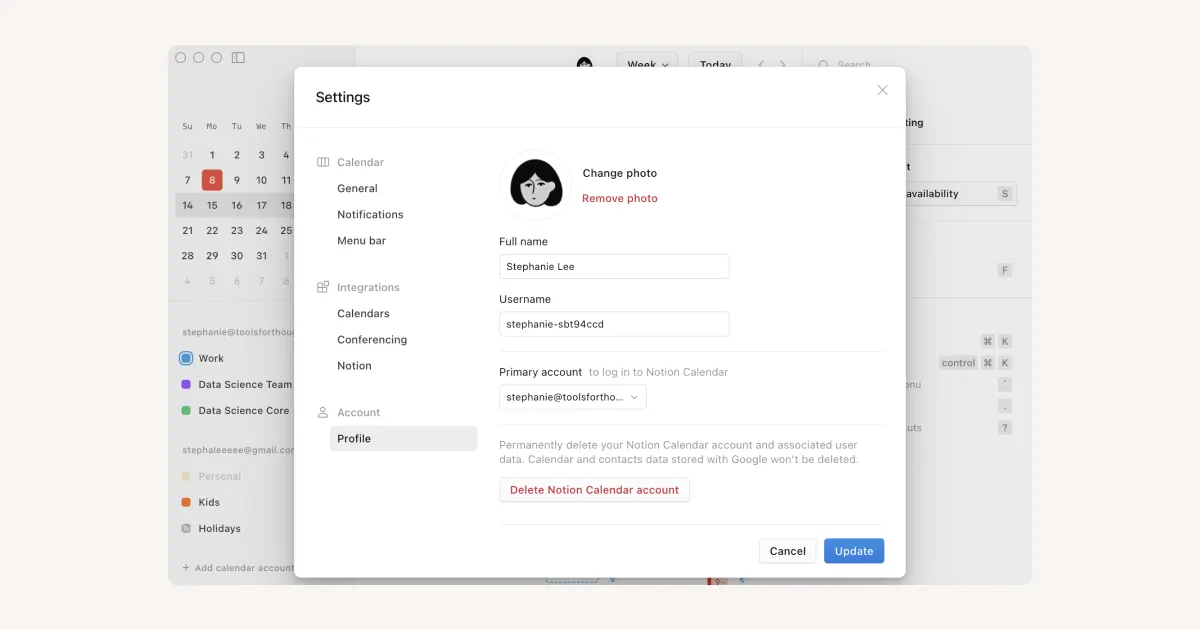 Week
Today
Search
Settings
Su Mo Tu We Th
31 1 2 3 4
7 8 9 10 11
14 15 16 17 18
21 22 23 24 25
28 29 30 31 1
4 5 6 7 8
stephanie@toolsforthou
Work
Data Science Team
Data Science Core
stephaleeeee@gmail.com
Personal
Kids
Holidays
+ Add calendar account
Calendar
General
Notifications
Menu bar
Integrations
Calendars
Conferencing
Notion
Account
Profile
Change photo
Remove photo
Full name
Stephanie Lee
Username
stephanie-sbt94ccd
Primary account to log in to Notion Calendar
stephanie@toolsfortho...
Permanently delete your Notion Calendar account and associated user
data. Calendar and contacts data stored with Google won't be deleted.
Delete Notion Calendar account
Cancel
Update
ting
t
availability S
F
⌘ K
control ⌘ K
enu `
.
uts ?